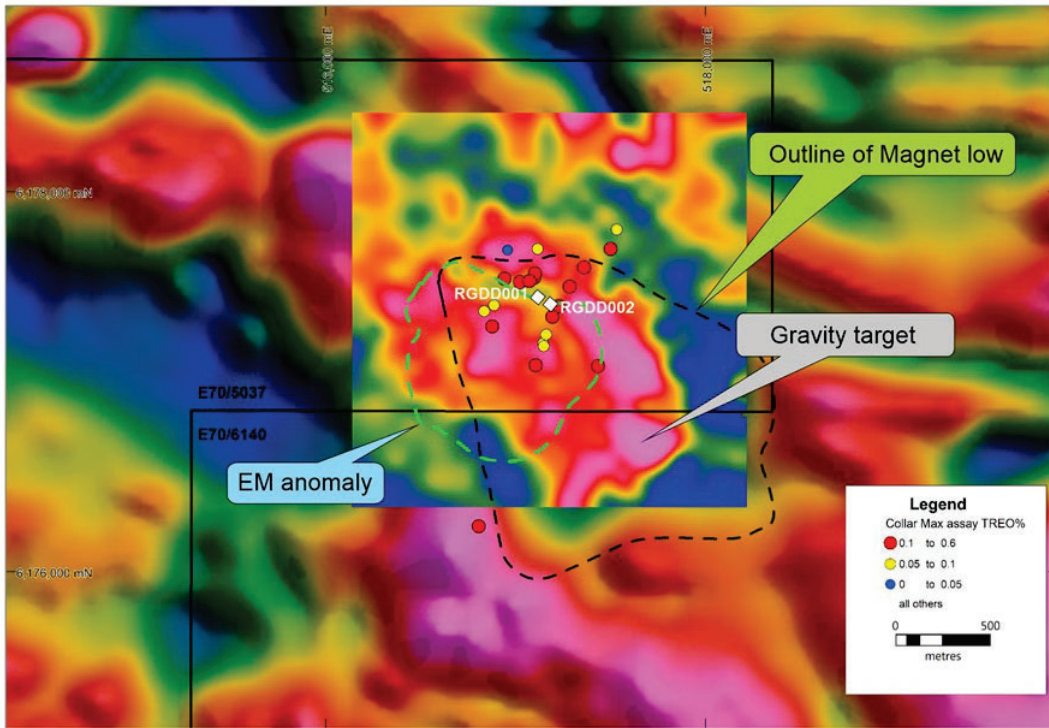 516,000 mE
518,000 mE
Outline of Magnet low
6,178,000 mN
RGDD001
RGDD002
Gravity target
E70/5037
E70/6140
EM anomaly
Legend
Collar Max assay TREO%
0.1 to 0.6
0.05 to 0.1
0 to 0.05
all others
0 500
metres
6,176,000 mN